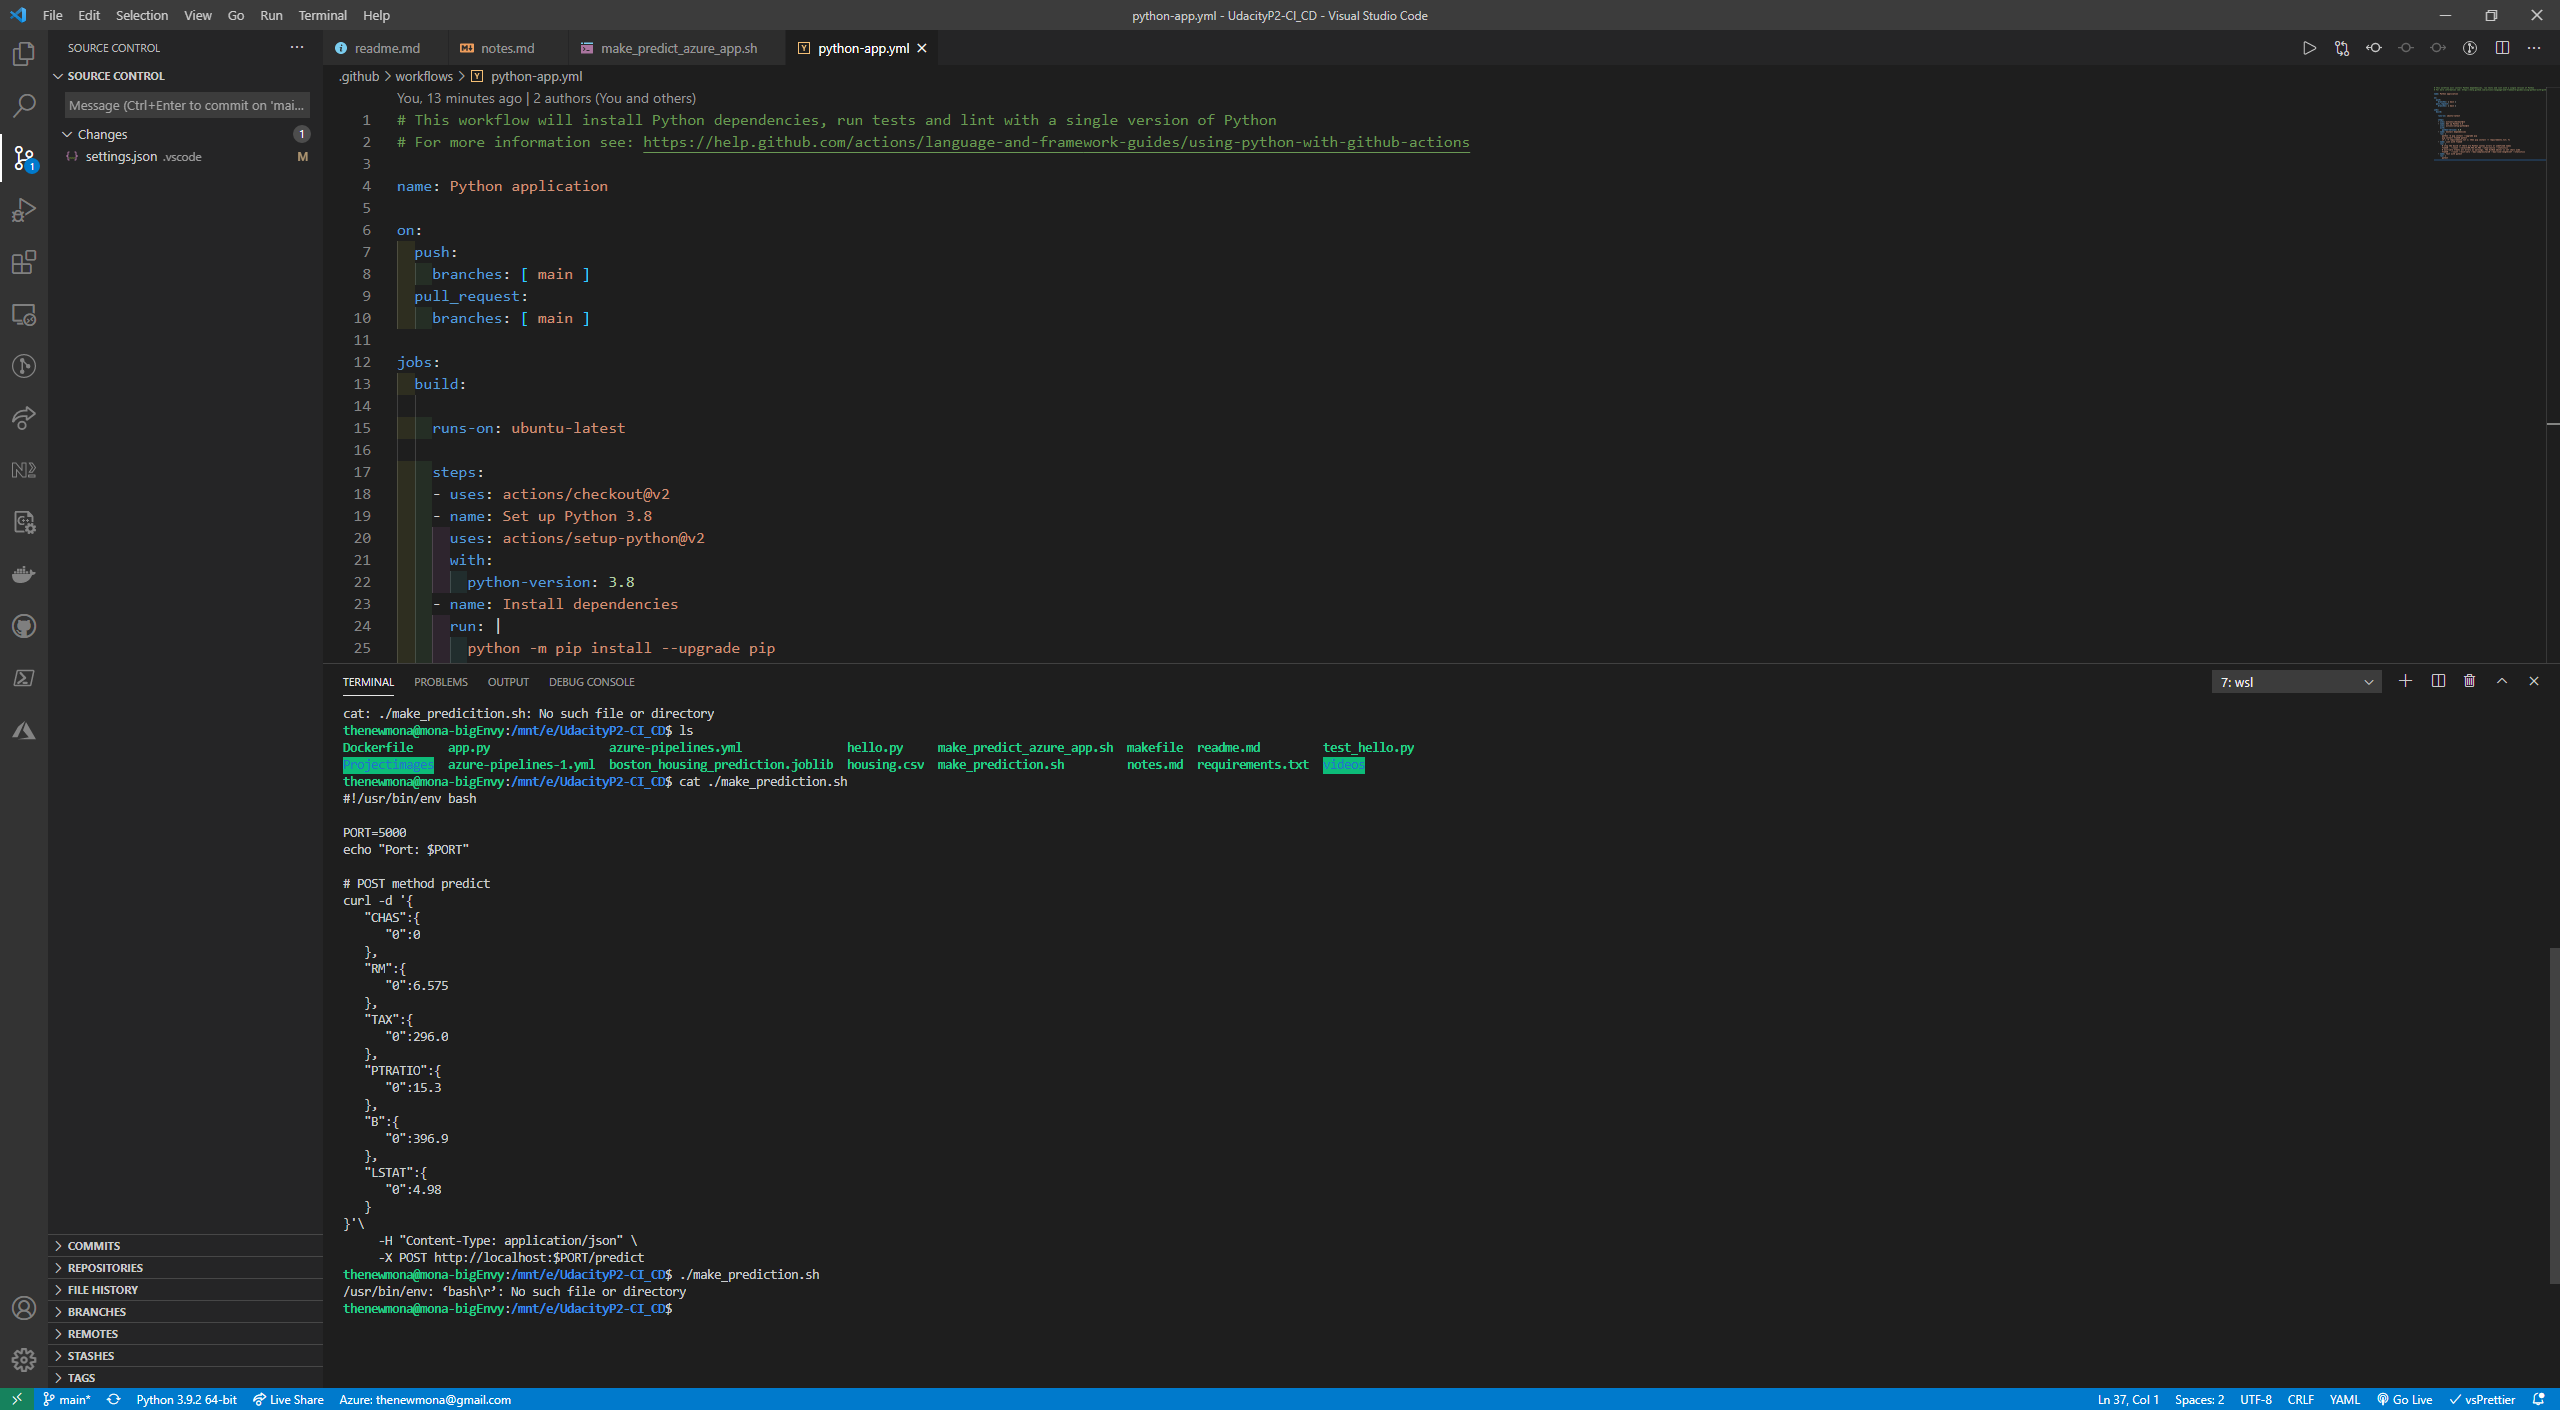 File Edit Selection View Go Run Terminal Help
python-app.yml - UdacityP2-CI_CD - Visual Studio Code
SOURCE CONTROL
SOURCE CONTROL
Message (Ctrl+Enter to commit on 'mai...
Changes 1
settings.json .vscode M
1
N2
COMMITS
REPOSITORIES
FILE HISTORY
BRANCHES
REMOTES
STASHES
TAGS
readme.md notes.md make_predict_azure_app.sh python-app.yml
.github > workflows > python-app.yml
You, 13 minutes ago | 2 authors (You and others)
1 # This workflow will install Python dependencies, run tests and lint with a single version of Python
2 # For more information see: https://help.github.com/actions/language-and-framework-guides/using-python-with-github-actions
3
4 name: Python application
5
6 on:
7 push:
8 branches: [ main ]
9 pull_request:
10 branches: [ main ]
11
12 jobs:
13 build:
14
15 runs-on: ubuntu-latest
16
17 steps:
18 - uses: actions/checkout@v2
19 - name: Set up Python 3.8
20 uses: actions/setup-python@v2
21 with:
22 python-version: 3.8
23 - name: Install dependencies
24 run: |
25 python -m pip install --upgrade pip
TERMINAL PROBLEMS OUTPUT DEBUG CONSOLE
7: wsl
cat: ./make_predicition.sh: No such file or directory
thenewmona@mona-bigEnvy:/mnt/e/UdacityP2-CI_CD$ ls
Dockerfile app.py azure-pipelines.yml hello.py make_predict_azure_app.sh makefile readme.md test_hello.py
Projectimages azure-pipelines-1.yml boston_housing_prediction.joblib housing.csv make_prediction.sh notes.md requirements.txt videos
thenewmona@mona-bigEnvy:/mnt/e/UdacityP2-CI_CD$ cat ./make_prediction.sh
#!/usr/bin/env bash
PORT=5000
echo "Port: $PORT"
# POST method predict
curl -d '{
"CHAS":{
"0":0
},
"RM":{
"0":6.575
},
"TAX":{
"0":296.0
},
"PTRATIO":{
"0":15.3
},
"B":{
"0":396.9
},
"LSTAT":{
"0":4.98
}
}'\
-H "Content-Type: application/json" \
-X POST http://localhost:$PORT/predict
thenewmona@mona-bigEnvy:/mnt/e/UdacityP2-CI_CD$ ./make_prediction.sh
/usr/bin/env: ‘bash\r’: No such file or directory
thenewmona@mona-bigEnvy:/mnt/e/UdacityP2-CI_CD$
main* Python 3.9.2 64-bit Live Share Azure: thenewmona@gmail.com Ln 37, Col 1 Spaces: 2 UTF-8 CRLF YAML Go Live vsPrettier